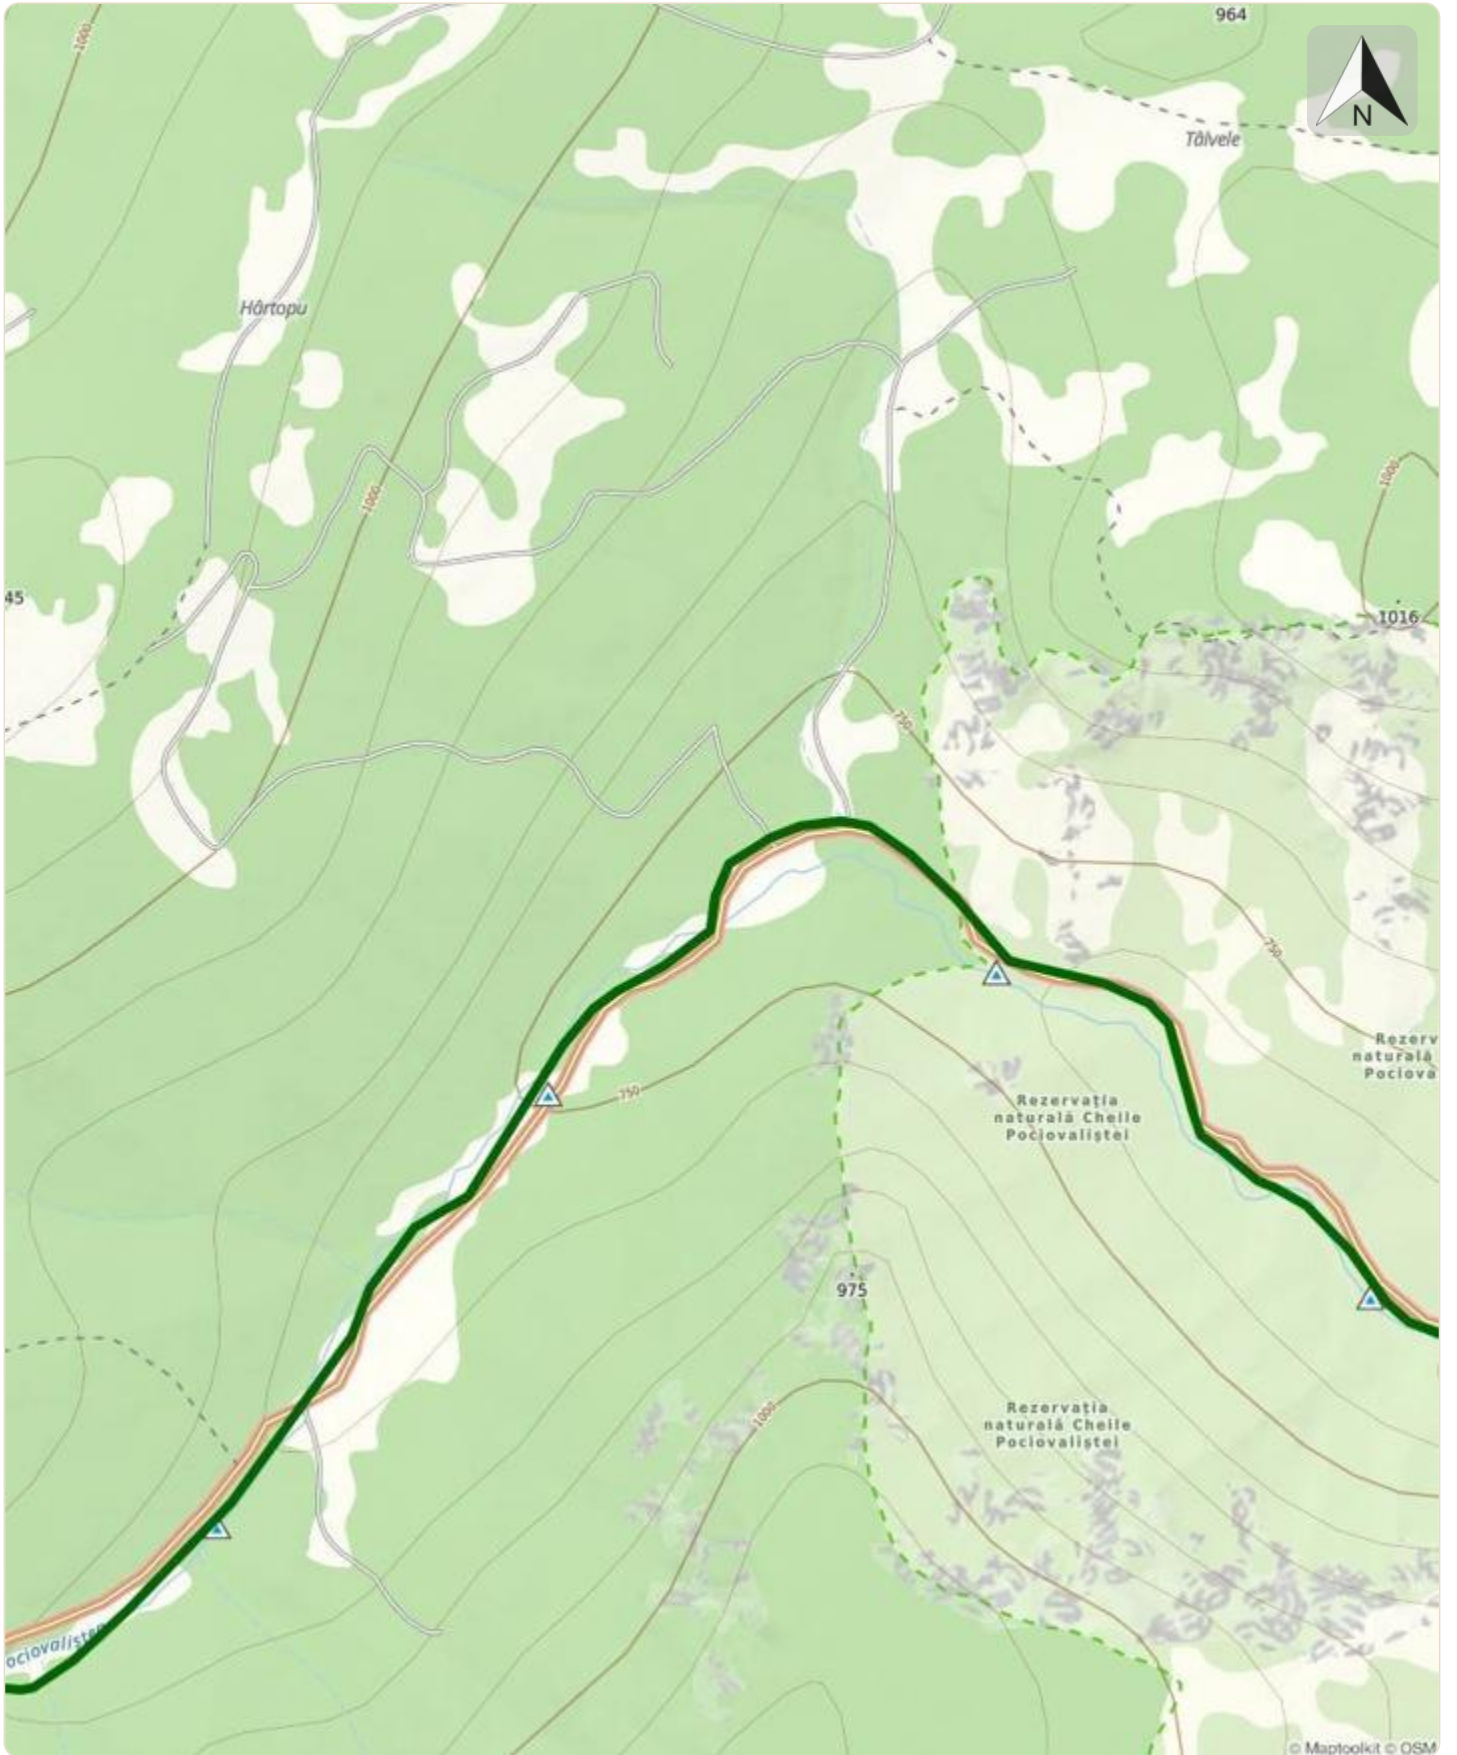 964
1000
N
Tâlvele
Hârtopu
1000
1000
45
1016
750
750
Rezerv
naturală
Pociova
750
Rezervația
naturală Cheile
Pociovaliștei
975
1000
Rezervația
naturală Cheile
Pociovaliștei
ociovaliștea
© Maptoolkit © OSM